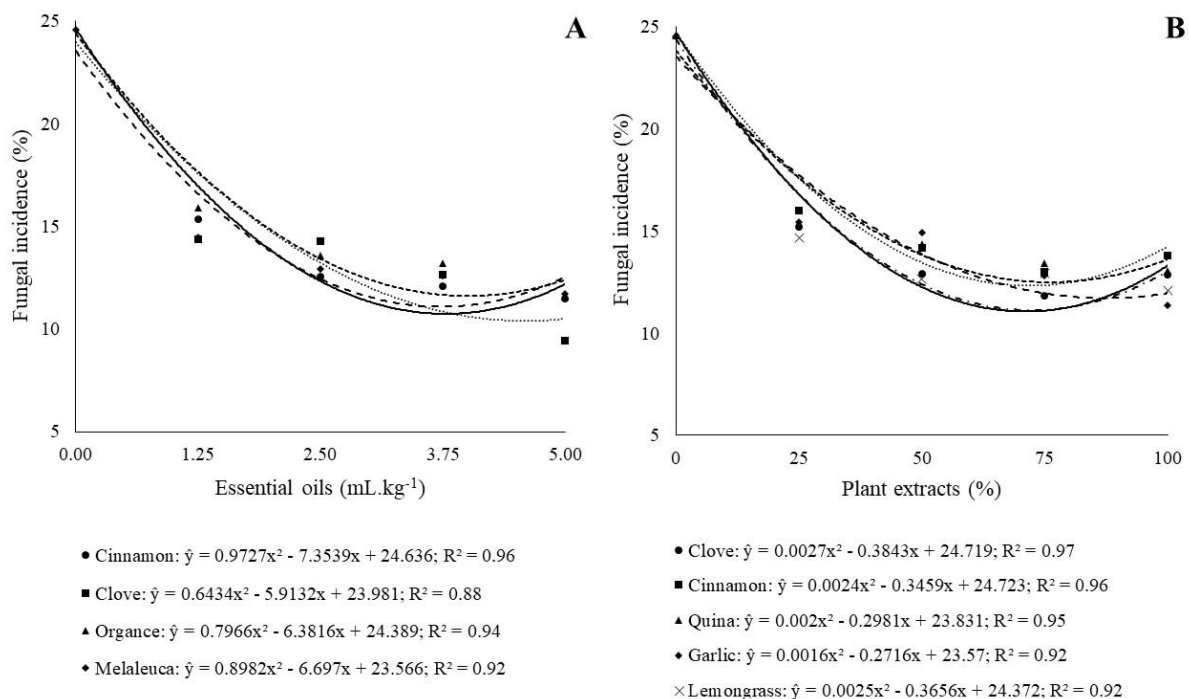 A
25
20
15
10
5
Fungal incidence (%)
0.00 1.25 2.50 3.75 5.00
Essential oils (mL.kg⁻¹)
Cinnamon: ŷ = 0.9727x² - 7.3539x + 24.636; R² = 0.96
Clove: ŷ = 0.6434x² - 5.9132x + 23.981; R² = 0.88
Organce: ŷ = 0.7966x² - 6.3816x + 24.389; R² = 0.94
Melaleuca: ŷ = 0.8982x² - 6.697x + 23.566; R² = 0.92
B
25
20
15
10
5
Fungal incidence (%)
0 25 50 75 100
Plant extracts (%)
Clove: ŷ = 0.0027x² - 0.3843x + 24.719; R² = 0.97
Cinnamon: ŷ = 0.0024x² - 0.3459x + 24.723; R² = 0.96
Quina: ŷ = 0.002x² - 0.2981x + 23.831; R² = 0.95
Garlic: ŷ = 0.0016x² - 0.2716x + 23.57; R² = 0.92
Lemongrass: ŷ = 0.0025x² - 0.3656x + 24.372; R² = 0.92